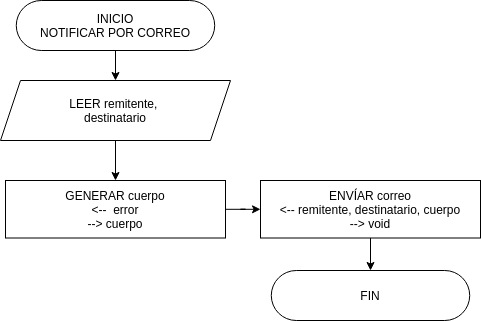 INICIO
NOTIFICAR POR CORREO
LEER remitente,
destinatario
GENERAR cuerpo
<-- error
--> cuerpo
ENVÍAR correo
<-- remitente, destinatario, cuerpo
--> void
FIN